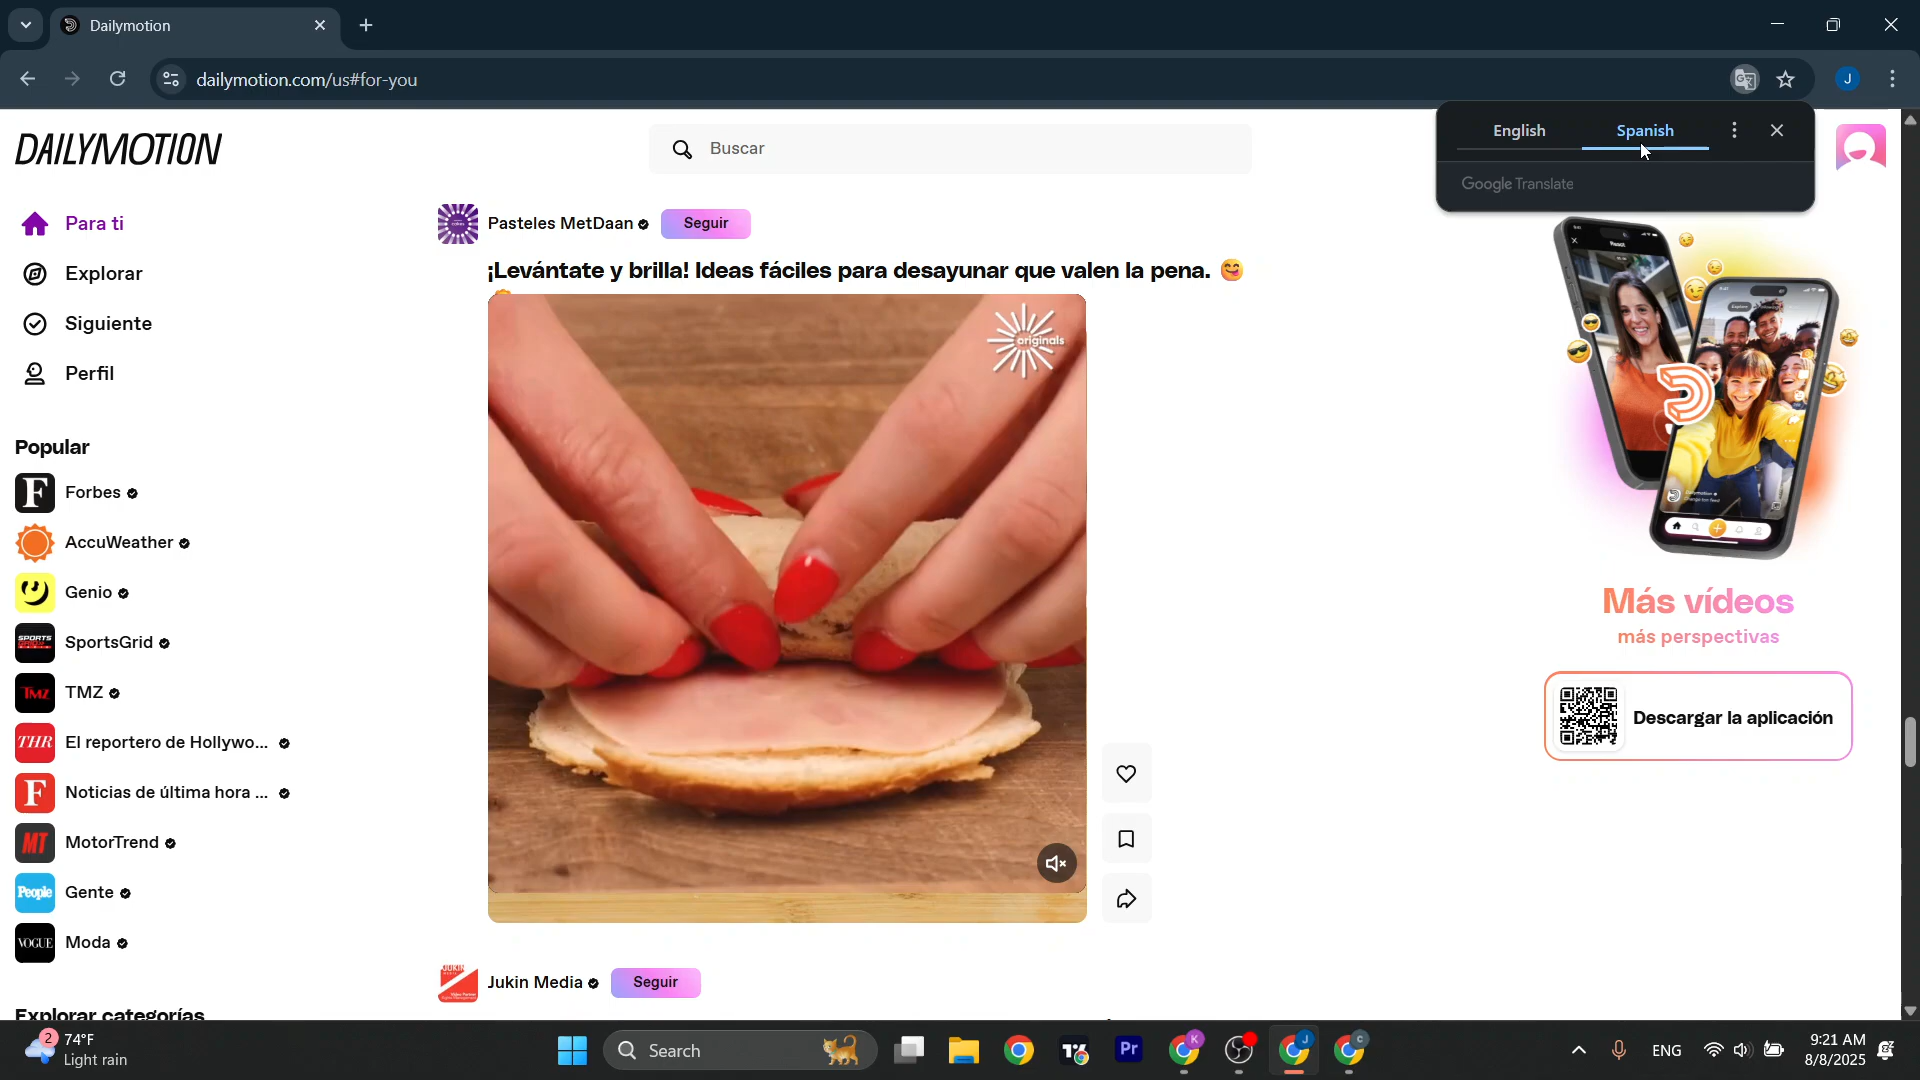 Dailymotion
dailymotion.com/us#for-you
English
Spanish
Google Translate
DAILYMOTION
Buscar
Para ti
Explorar
Siguiente
Perfil
Popular
Forbes
AccuWeather
Genio
SportsGrid
TMZ
El reportero de Hollywo...
Noticias de última hora ...
MotorTrend
Gente
Moda
Explorar categorías
Pasteles MetDaan
Seguir
¡Levántate y brilla! Ideas fáciles para desayunar que valen la pena.
originals
Jukin Media
Seguir
Más vídeos
más perspectivas
Descargar la aplicación
2
74°F
Light rain
Search
ENG
9:21 AM
8/8/2025